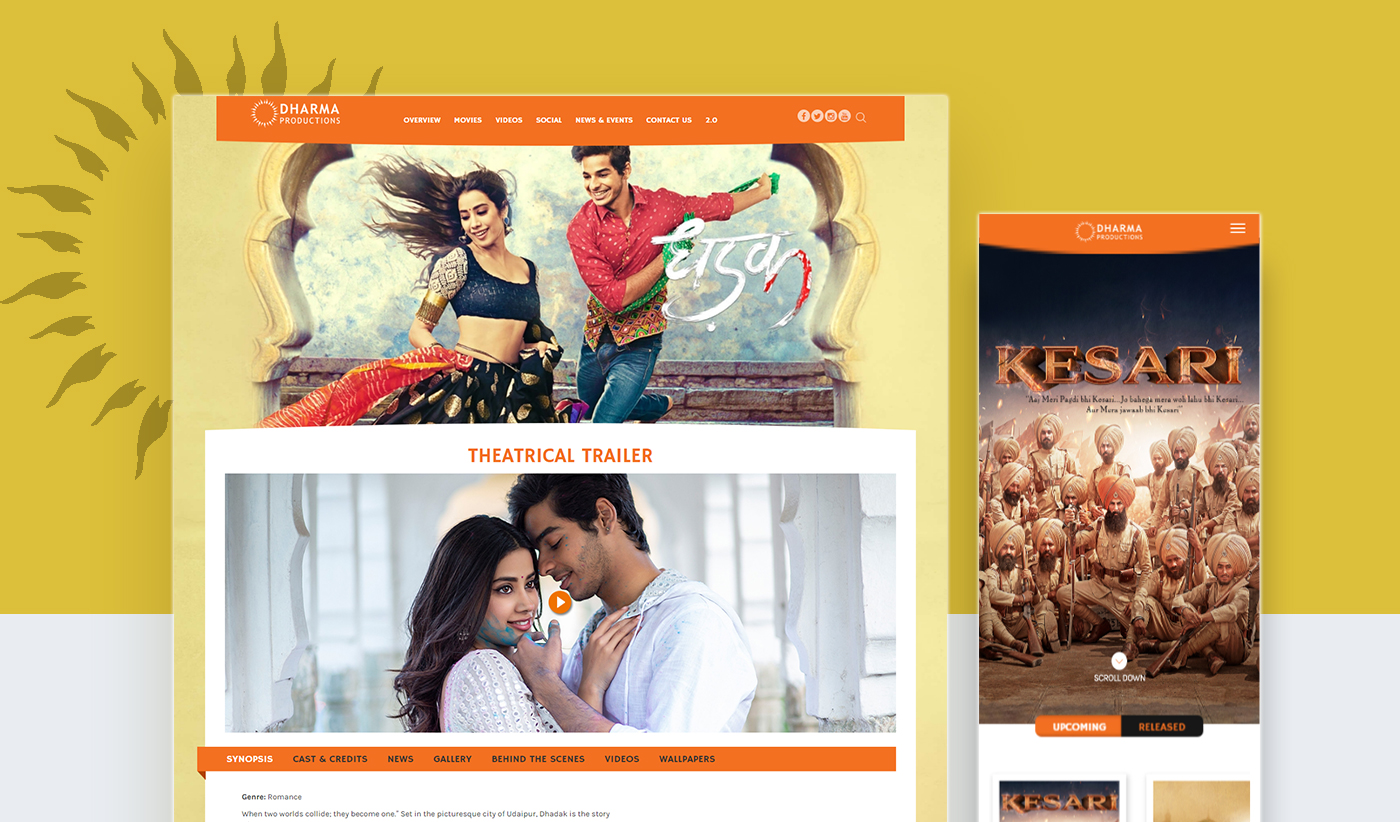 DHARMA
PRODUCTIONS
OVERVIEW MOVIES VIDEOS SOCIAL NEWS & EVENTS CONTACT US 2.0
धड़क
THEATRICAL TRAILER
SYNOPSIS CAST & CREDITS NEWS GALLERY BEHIND THE SCENES VIDEOS WALLPAPERS
Genre: Romance
When two worlds collide; they become one." Set in the picturesque city of Udaipur, Dhadak is the story
DHARMA
PRODUCTIONS
KESARI
"Aaj Meri Pagdi bhi Kesari... Jo bahega mera woh lahu bhi Kesari...
Aur Mera jawaab bhi Kesari"
SCROLL DOWN
UPCOMING RELEASED
KESARI